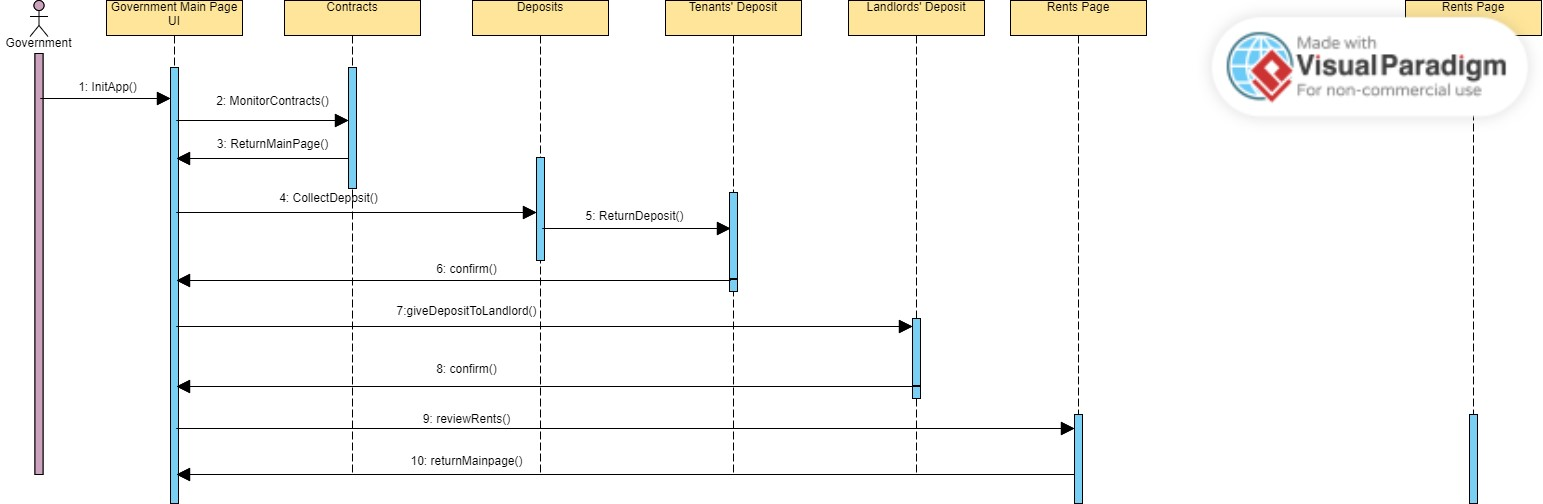 Government Main Page
UI
Contracts
Deposits
Tenants' Deposit
Landlords' Deposit
Rents Page
Rents Page
Government
Made with
Visual Paradigm
For non-commercial use
1: InitApp()
2: MonitorContracts()
3: ReturnMainPage()
4: CollectDeposit()
5: ReturnDeposit()
6: confirm()
7:giveDepositToLandlord()
8: confirm()
9: reviewRents()
10: returnMainpage()